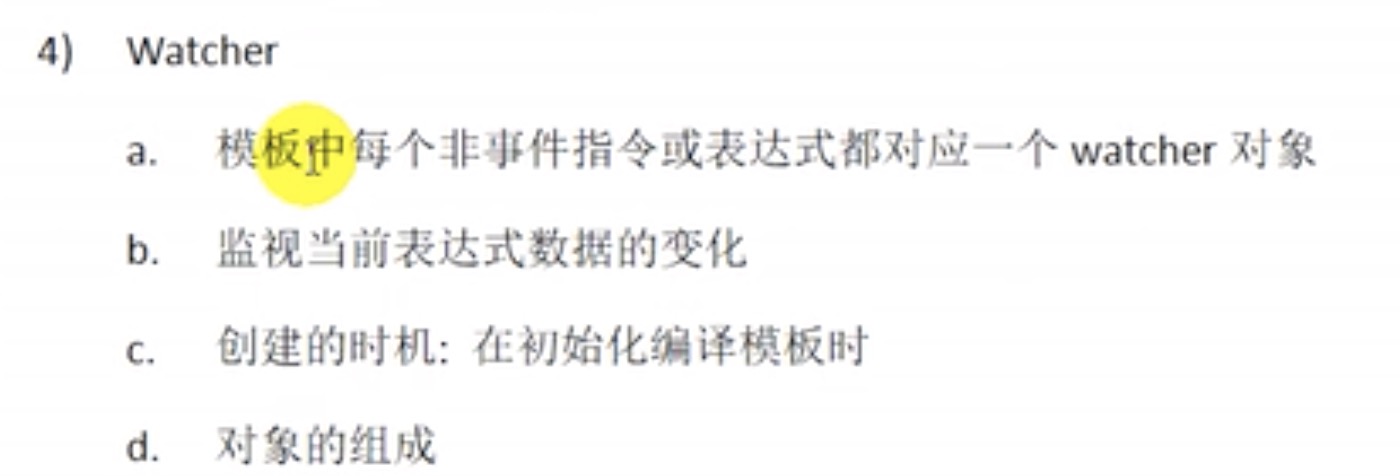 4) Watcher
a. 模板中每个非事件指令或表达式都对应一个 watcher 对象
b. 监视当前表达式数据的变化
c. 创建的时机: 在初始化编译模板时
d. 对象的组成